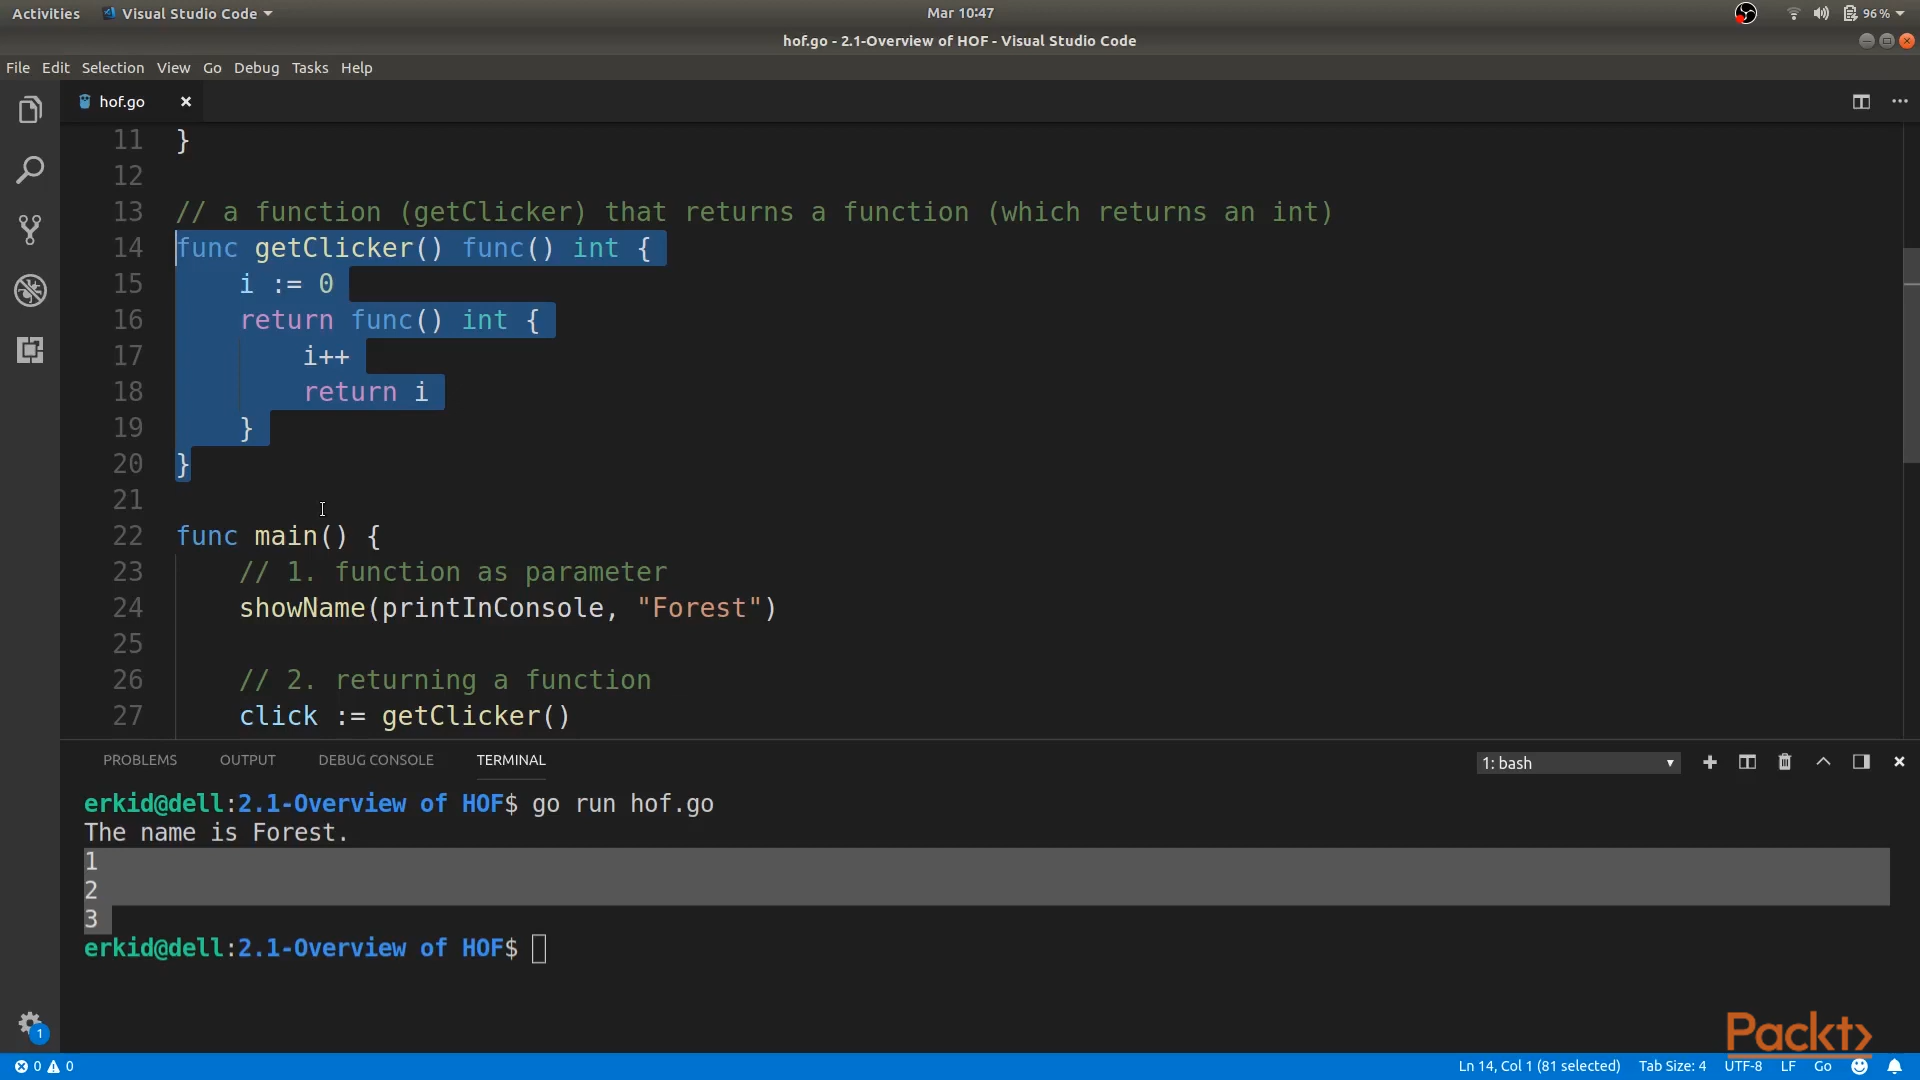 Activities Visual Studio Code Mar 10:47 96 %
hof.go - 2.1-Overview of HOF - Visual Studio Code
File Edit Selection View Go Debug Tasks Help
hof.go
11 }
12
13 // a function (getClicker) that returns a function (which returns an int)
14 func getClicker() func() int {
15 i := 0
16 return func() int {
17 i++
18 return i
19 }
20 }
21
22 func main() {
23 // 1. function as parameter
24 showName(printInConsole, "Forest")
25
26 // 2. returning a function
27 click := getClicker()
PROBLEMS OUTPUT DEBUG CONSOLE TERMINAL 1: bash
erkid@dell:2.1-Overview of HOF$ go run hof.go
The name is Forest.
1
2
3
erkid@dell:2.1-Overview of HOF$
1
Packt
0 0 Ln 14, Col 1 (81 selected) Tab Size: 4 UTF-8 LF Go